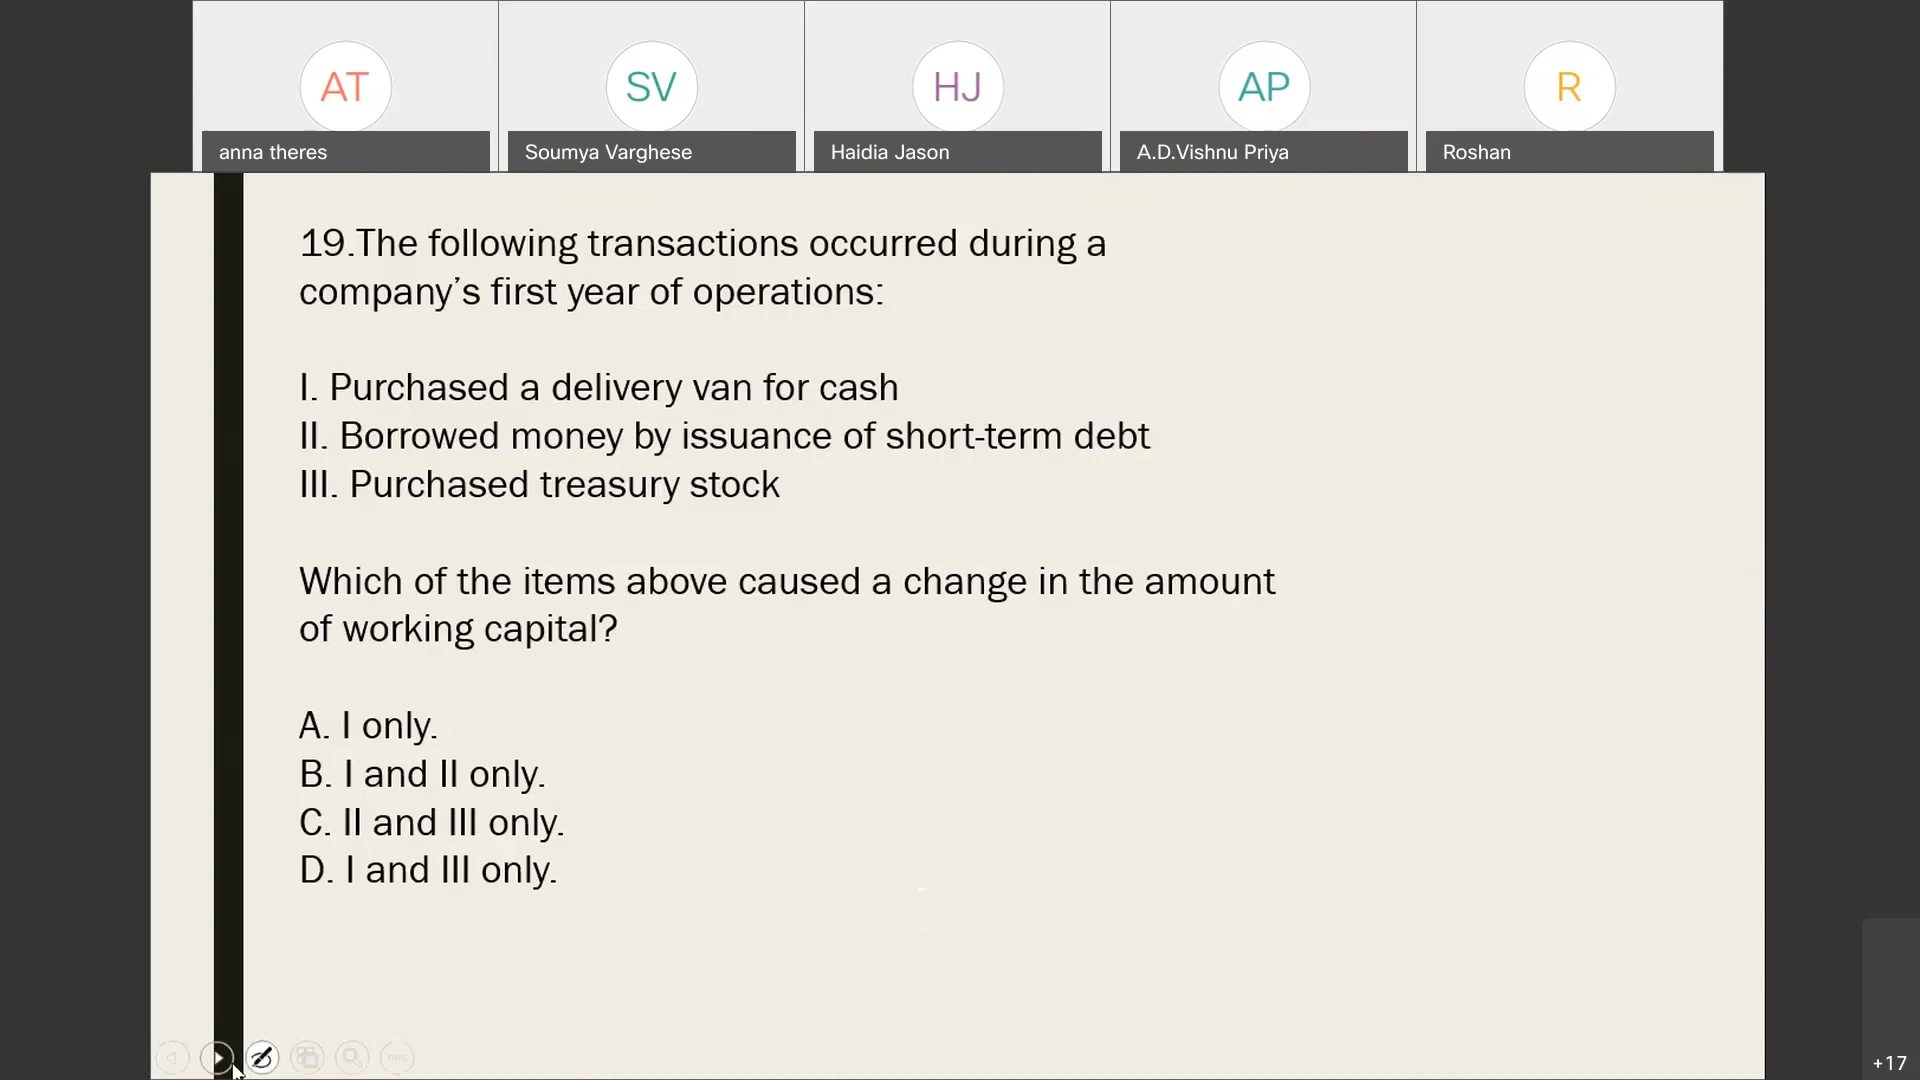 AT
SV
HJ
AP
R
anna theres
Soumya Varghese
Haidia Jason
A.D.Vishnu Priya
Roshan
19.The following transactions occurred during a
company’s first year of operations:
I. Purchased a delivery van for cash
II. Borrowed money by issuance of short-term debt
III. Purchased treasury stock
Which of the items above caused a change in the amount
of working capital?
A. I only.
B. I and II only.
C. II and III only.
D. I and III only.
+17